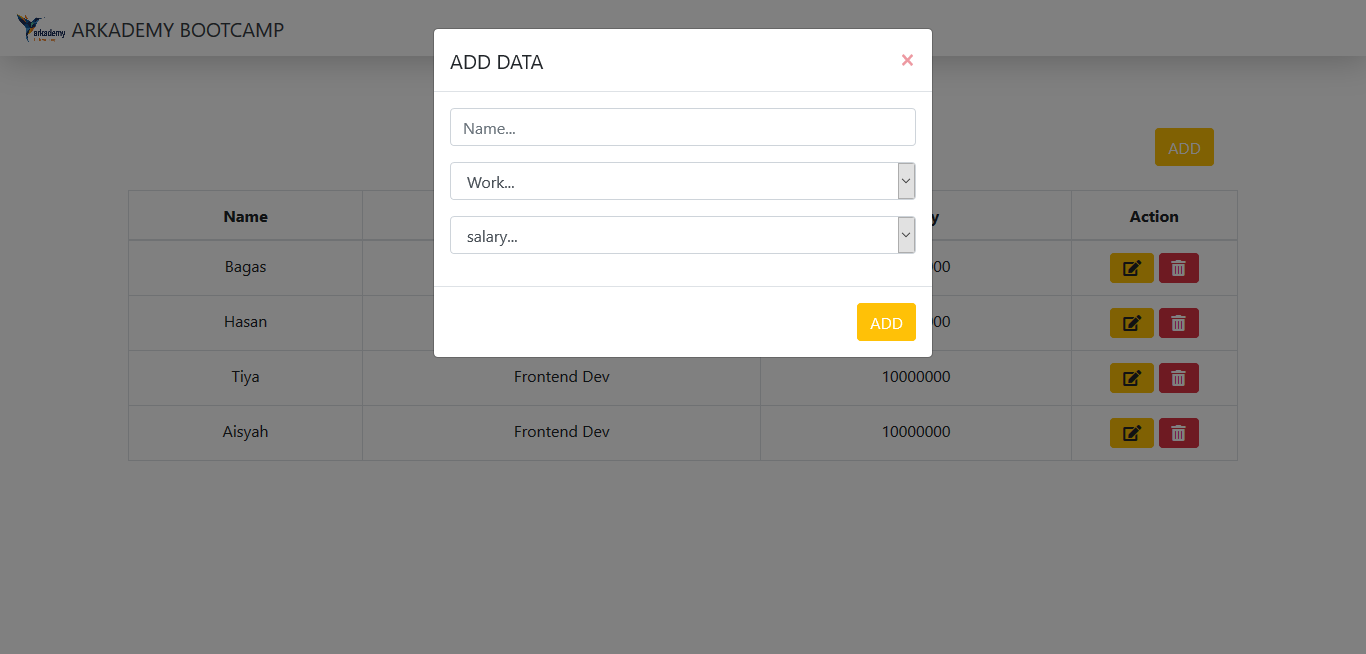 arkademy ARKADEMY BOOTCAMP
ADD DATA ×
Name...
ADD
Work...
salary...
Name y Action
Bagas 00
Hasan 00
ADD
Tiya Frontend Dev 10000000
Aisyah Frontend Dev 10000000